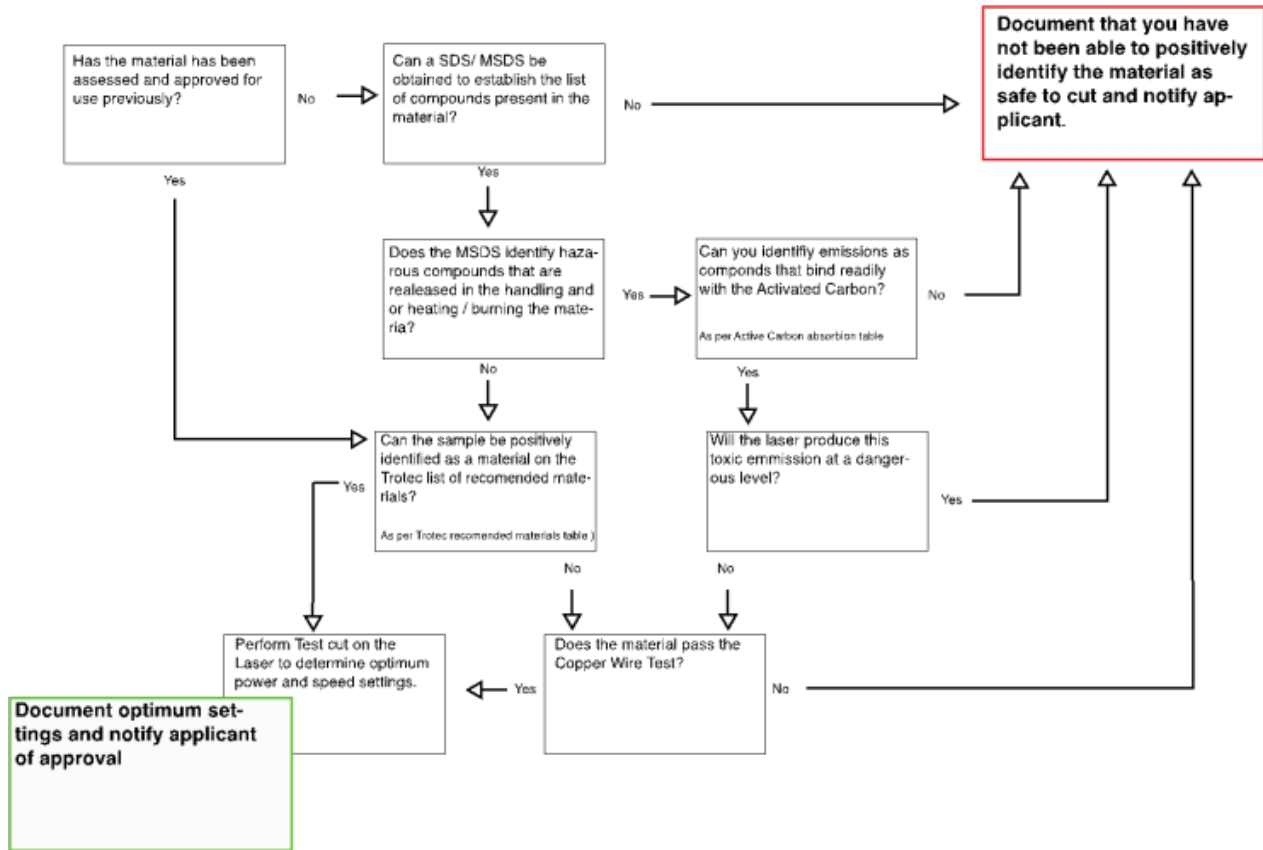 Has the material has been
assessed and approved for
use previously?
No
Yes
Can a SDS/ MSDS be
obtained to establish the list
of compounds present in the
material?
No
Yes
Document that you have
not been able to positively
identify the material as
safe to cut and notify ap-
plicant.
Does the MSDS identify haza-
rous compounds that are
realeased in the handling and
or heating / burning the mate-
ria?
Yes
No
Can you identifiy emissions as
componds that bind readily
with the Activated Carbon?
As per Active Carbon absorbion table
No
Yes
Can the sample be positively
identified as a material on the
Trotec list of recomended mate-
rials?
As per Trotec recomended materials table )
Yes
No
Will the laser produce this
toxic emmission at a danger-
ous level?
Yes
No
Perform Test cut on the
Laser to determine optimum
power and speed settings.
Does the material pass the
Copper Wire Test?
Yes
No
Document optimum set-
tings and notify applicant
of approval